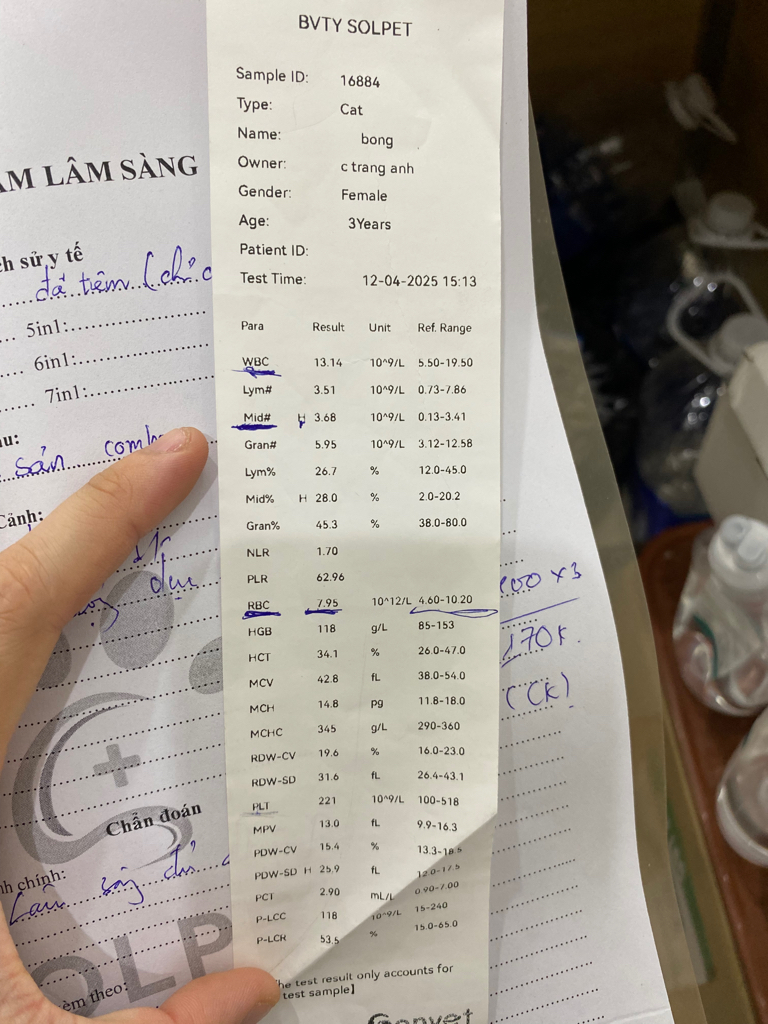 BVTY SOLPET
Sample ID: 16884
Type: Cat
Name: bong
Owner: c trang anh
Gender: Female
Age: 3Years
Patient ID:
Test Time: 12-04-2025 15:13
Para Result Unit Ref. Range
WBC 13.14 10^9/L 5.50-19.50
Lym# 3.51 10^9/L 0.73-7.86
Mid# H 3.68 10^9/L 0.13-3.41
Gran# 5.95 10^9/L 3.12-12.58
Lym% 26.7 % 12.0-45.0
Mid% H 28.0 % 2.0-20.2
Gran% 45.3 % 38.0-80.0
NLR 1.70
PLR 62.96
RBC 7.95 10^12/L 4.60-10.20
HGB 118 g/L 85-153
HCT 34.1 % 26.0-47.0
MCV 42.8 fL 38.0-54.0
MCH 14.8 pg 11.8-18.0
MCHC 345 g/L 290-360
RDW-CV 19.6 % 16.0-23.0
RDW-SD 31.6 fL 26.4-43.1
PLT 221 10^9/L 100-518
MPV 13.0 fL 9.9-16.3
PDW-CV 15.4 % 13.3-18.5
PDW-SD H 25.9 fL 12.0-17.5
PCT 2.90 mL/L 0.90-7.00
P-LCC 118 10^9/L 15-240
P-LCR 53.5 % 15.0-65.0
he test result only accounts for
test sample】
ÁM LÂM SÀNG
ch sử y tế
đã tiêm (chỉ
5in1:
6in1:
7in1:
sán
Cảnh:
Chẩn đoán
nh chính:
èm theo:
OLP
00 x3
170k
(CK)